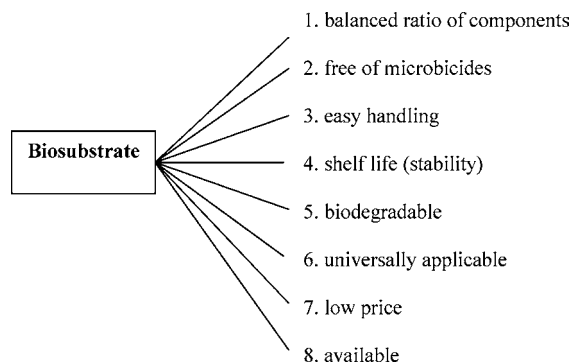 Biosubstrate
1. balanced ratio of components
2. free of microbicides
3. easy handling
4. shelf life (stability)
5. biodegradable
6. universally applicable
7. low price
8. available